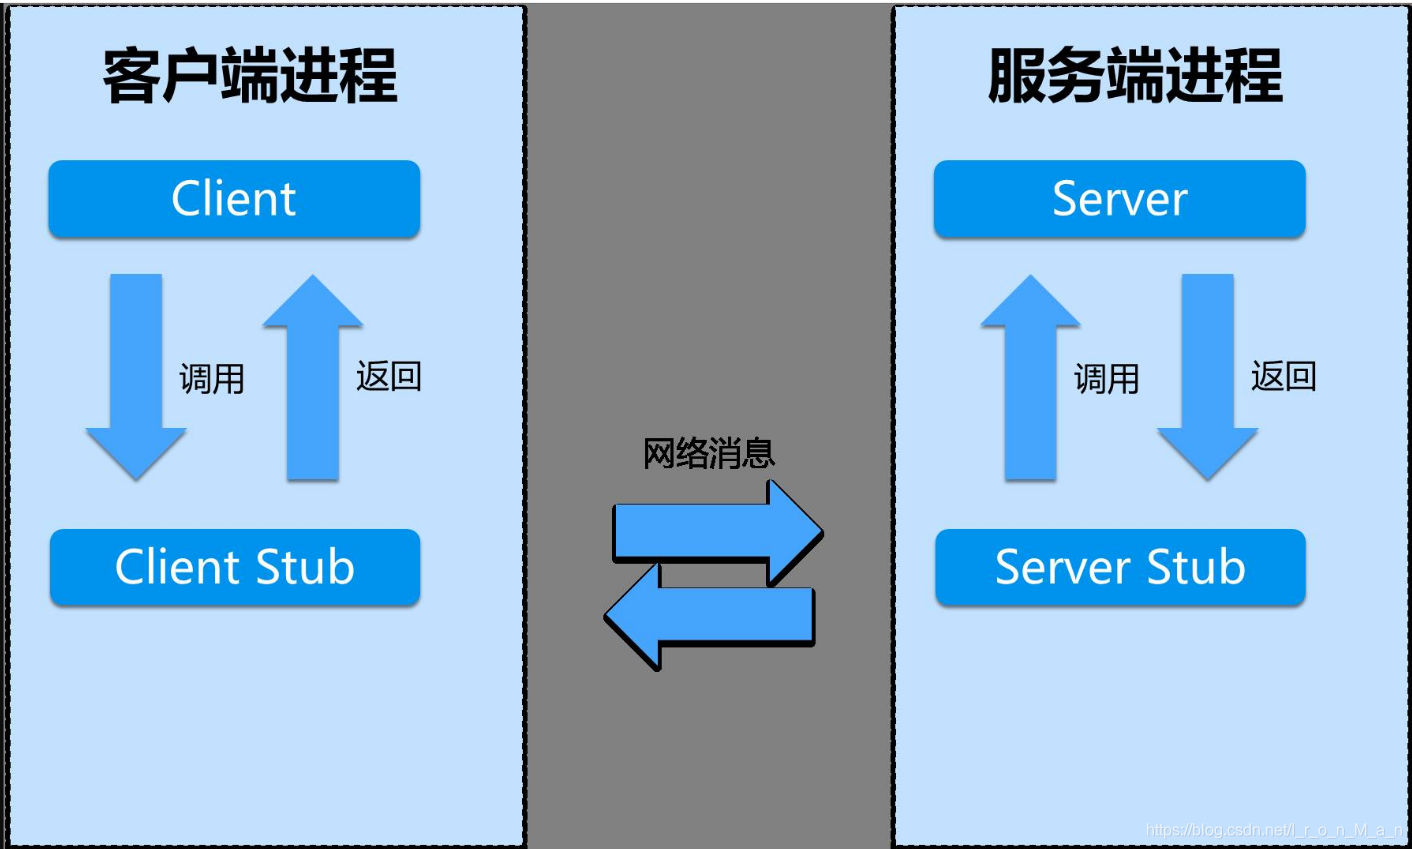 客户端进程
Client
调用
返回
Client Stub
网络消息
服务端进程
Server
调用
返回
Server Stub
https://blog.csdn.net/I_r_o_n_M_a_n